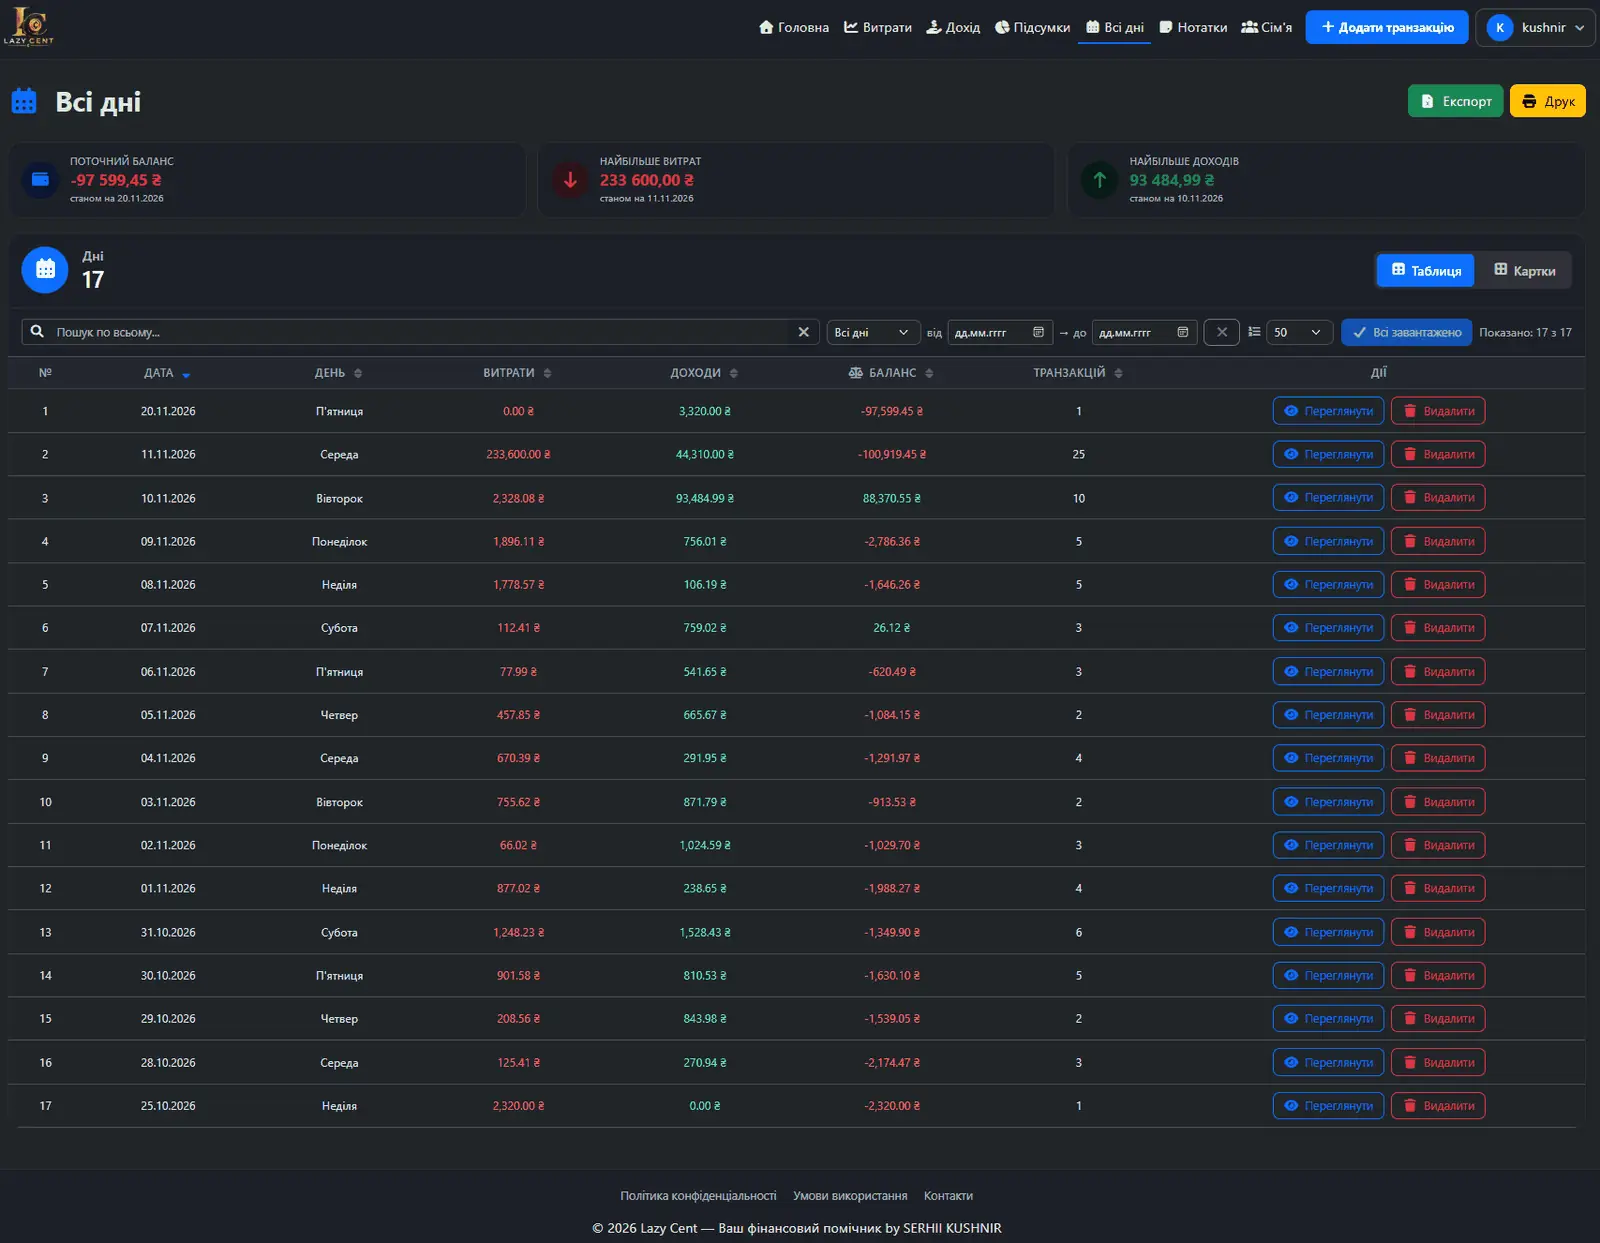 LAZY CENT
Головна Витрати Дохід Підсумки Всі дні Нотатки Сім'я + Додати транзакцію K kushnir
Всі дні
Експорт Друк
ПОТОЧНИЙ БАЛАНС
-97 599,45 ₴
станом на 20.11.2026
НАЙБІЛЬШЕ ВИТРАТ
233 600,00 ₴
станом на 11.11.2026
НАЙБІЛЬШЕ ДОХОДІВ
93 484,99 ₴
станом на 10.11.2026
Дні
17
Таблиця Картки
Пошук по всьому... Всі дні від дд.мм.гггг → до дд.мм.гггг 50 Всі завантажено Показано: 17 з 17
№ ДАТА ДЕНЬ ВИТРАТИ ДОХОДИ БАЛАНС ТРАНЗАКЦІЙ ДІЇ
1 20.11.2026 П'ятниця 0.00 ₴ 3,320.00 ₴ -97,599.45 ₴ 1 Переглянути Видалити
2 11.11.2026 Середа 233,600.00 ₴ 44,310.00 ₴ -100,919.45 ₴ 25 Переглянути Видалити
3 10.11.2026 Вівторок 2,328.08 ₴ 93,484.99 ₴ 88,370.55 ₴ 10 Переглянути Видалити
4 09.11.2026 Понеділок 1,896.11 ₴ 756.01 ₴ -2,786.36 ₴ 5 Переглянути Видалити
5 08.11.2026 Неділя 1,778.57 ₴ 106.19 ₴ -1,646.26 ₴ 5 Переглянути Видалити
6 07.11.2026 Субота 112.41 ₴ 759.02 ₴ 26.12 ₴ 3 Переглянути Видалити
7 06.11.2026 П'ятниця 77.99 ₴ 541.65 ₴ -620.49 ₴ 3 Переглянути Видалити
8 05.11.2026 Четвер 457.85 ₴ 665.67 ₴ -1,084.15 ₴ 2 Переглянути Видалити
9 04.11.2026 Середа 670.39 ₴ 291.95 ₴ -1,291.97 ₴ 4 Переглянути Видалити
10 03.11.2026 Вівторок 755.62 ₴ 871.79 ₴ -913.53 ₴ 2 Переглянути Видалити
11 02.11.2026 Понеділок 66.02 ₴ 1,024.59 ₴ -1,029.70 ₴ 3 Переглянути Видалити
12 01.11.2026 Неділя 877.02 ₴ 238.65 ₴ -1,988.27 ₴ 4 Переглянути Видалити
13 31.10.2026 Субота 1,248.23 ₴ 1,528.43 ₴ -1,349.90 ₴ 6 Переглянути Видалити
14 30.10.2026 П'ятниця 901.58 ₴ 810.53 ₴ -1,630.10 ₴ 5 Переглянути Видалити
15 29.10.2026 Четвер 208.56 ₴ 843.98 ₴ -1,539.05 ₴ 2 Переглянути Видалити
16 28.10.2026 Середа 125.41 ₴ 270.94 ₴ -2,174.47 ₴ 3 Переглянути Видалити
17 25.10.2026 Неділя 2,320.00 ₴ 0.00 ₴ -2,320.00 ₴ 1 Переглянути Видалити
Політика конфіденціальності Умови використання Контакти
© 2026 Lazy Cent — Ваш фінансовий помічник by SERHII KUSHNIR